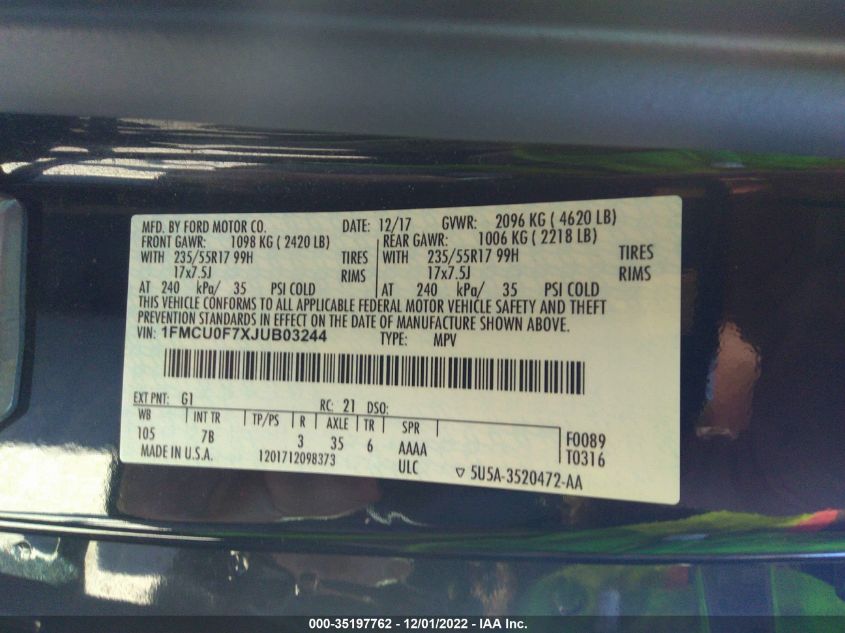 MFD. BY FORD MOTOR CO. DATE: 12/17 GVWR: 2096 KG ( 4620 LB)
FRONT GAWR: 1098 KG ( 2420 LB) REAR GAWR: 1006 KG ( 2218 LB)
WITH 235/55R17 99H TIRES WITH 235/55R17 99H TIRES
17x7.5J RIMS 17x7.5J RIMS
AT 240 kPa/ 35 PSI COLD AT 240 kPa/ 35 PSI COLD
THIS VEHICLE CONFORMS TO ALL APPLICABLE FEDERAL MOTOR VEHICLE SAFETY AND THEFT
PREVENTION STANDARDS IN EFFECT ON THE DATE OF MANUFACTURE SHOWN ABOVE.
VIN: 1FMCU0F7XJUB03244 TYPE: MPV
EXT PNT: G1 RC: 21 DSO:
WB INT TR TP/PS R AXLE TR SPR
105 7B 3 35 6 AAAA F0089
MADE IN U.S.A. 1201712098373 ULC T0316
▽ 5U5A-3520472-AA
000-35197762 - 12/01/2022 - IAA Inc.